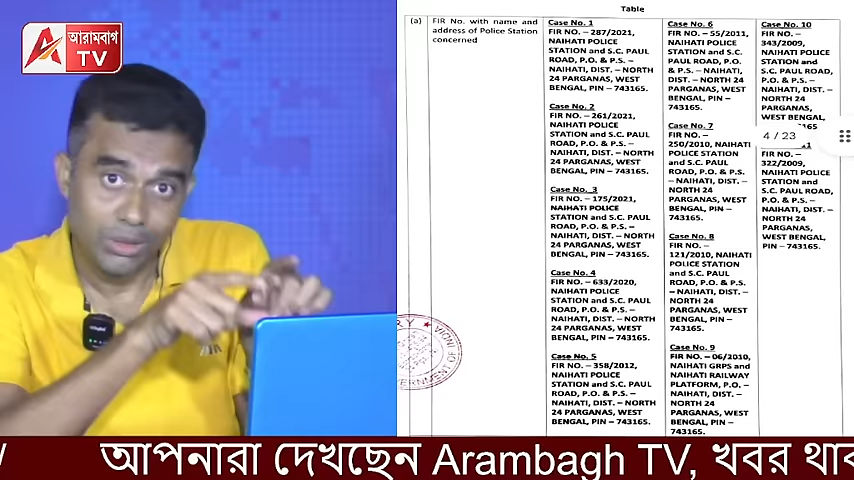 আরামবাগ
TV
Table
(a)
FIR No. with name and
address of Police Station
concerned
Case No. 1
FIR NO. – 287/2021,
NAIHATI POLICE
STATION and S.C. PAUL
ROAD, P.O. & P.S. –
NAIHATI, DIST. – NORTH
24 PARGANAS, WEST
BENGAL, PIN – 743165.
Case No. 2
FIR NO. – 261/2021,
NAIHATI POLICE
STATION and S.C. PAUL
ROAD, P.O. & P.S. –
NAIHATI, DIST. – NORTH
24 PARGANAS, WEST
BENGAL, PIN – 743165.
Case No. 3
FIR NO. – 175/2021,
NAIHATI POLICE
STATION and S.C. PAUL
ROAD, P.O. & P.S. –
NAIHATI, DIST. – NORTH
24 PARGANAS, WEST
BENGAL, PIN – 743165.
Case No. 4
FIR NO. – 633/2020,
NAIHATI POLICE
STATION and S.C. PAUL
ROAD, P.O. & P.S. –
NAIHATI, DIST. – NORTH
24 PARGANAS, WEST
BENGAL, PIN – 743165.
Case No. 5
FIR NO. – 358/2012,
NAIHATI POLICE
STATION and S.C. PAUL
ROAD, P.O. & P.S. –
NAIHATI, DIST. – NORTH
24 PARGANAS, WEST
BENGAL, PIN – 743165.
Case No. 6
FIR NO. – 55/2011,
NAIHATI POLICE
STATION and S.C.
PAUL ROAD, P.O.
& P.S. – NAIHATI,
DIST. – NORTH 24
PARGANAS, WEST
BENGAL, PIN –
743165.
Case No. 7
FIR NO. –
250/2010, NAIHATI
POLICE STATION
and S.C. PAUL
ROAD, P.O. & P.S.
– NAIHATI, DIST. –
NORTH 24
PARGANAS, WEST
BENGAL, PIN –
743165.
Case No. 8
FIR NO. –
121/2010, NAIHATI
POLICE STATION
and S.C. PAUL
ROAD, P.O. & P.S.
– NAIHATI, DIST. –
NORTH 24
PARGANAS, WEST
BENGAL, PIN –
743165.
Case No. 9
FIR NO. – 06/2010,
NAIHATI GRPS and
NAIHATI RAILWAY
PLATFORM, P.O. –
NAIHATI, DIST. –
NORTH 24
PARGANAS, WEST
BENGAL, PIN –
743165.
Case No. 10
FIR NO. –
343/2009,
NAIHATI POLICE
STATION and
S.C. PAUL ROAD,
P.O. & P.S. –
NAIHATI, DIST. –
NORTH 24
PARGANAS,
WEST BENGAL,
4 / 23
FIR NO. –
322/2009,
NAIHATI POLICE
STATION and
S.C. PAUL ROAD,
P.O. & P.S. –
NAIHATI, DIST. –
NORTH 24
PARGANAS,
WEST BENGAL,
PIN – 743165.
আপনারা দেখছেন Arambagh TV, খবর